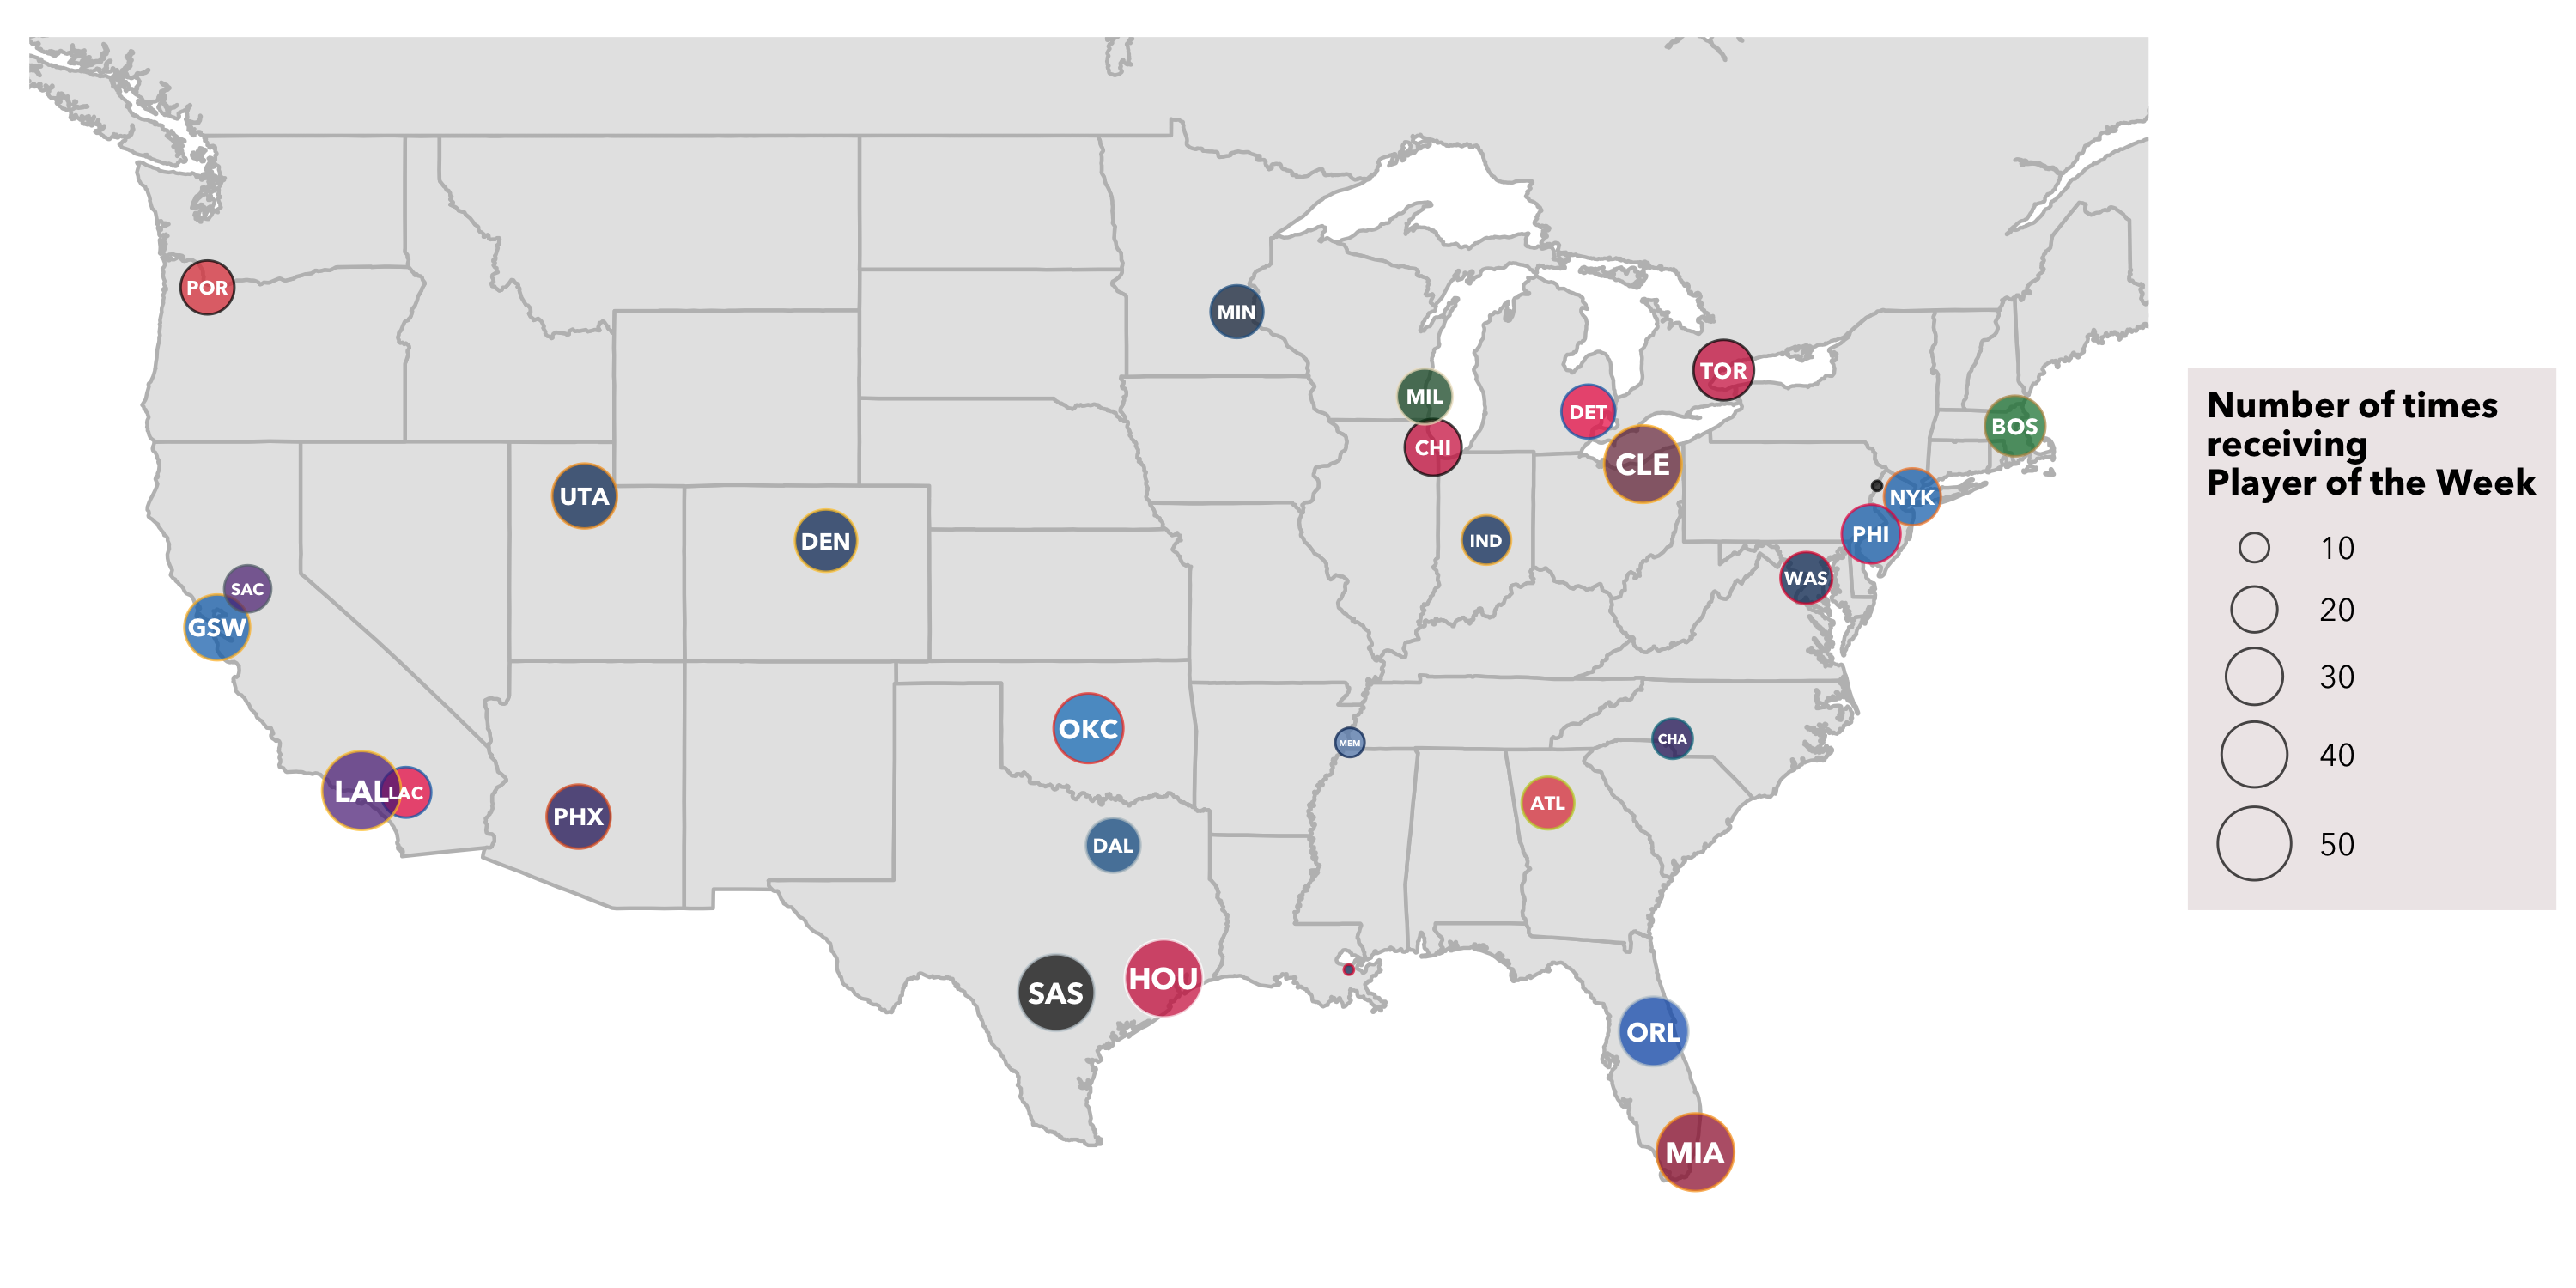 POR
MIN
TOR
MIL
DET
BOS
CHI
CLE
UTA
NYK
DEN
IND
PHI
WAS
SAC
GSW
OKC
CHA
MEM
LAL
LAC
ATL
PHX
DAL
HOU
SAS
ORL
MIA
Number of times
receiving
Player of the Week
10
20
30
40
50